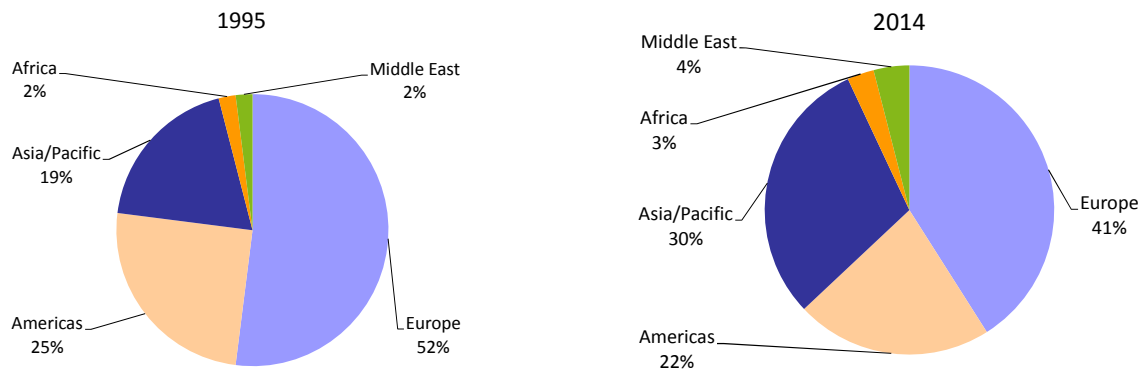 1995
Africa
2%
Middle East
2%
Asia/Pacific
19%
Americas
25%
Europe
52%
2014
Middle East
4%
Africa
3%
Asia/Pacific
30%
Europe
41%
Americas
22%